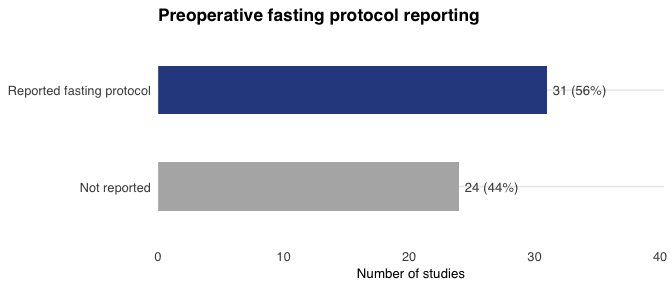 Preoperative fasting protocol reporting
Reported fasting protocol
31 (56%)
Not reported
24 (44%)
0 10 20 30 40
Number of studies